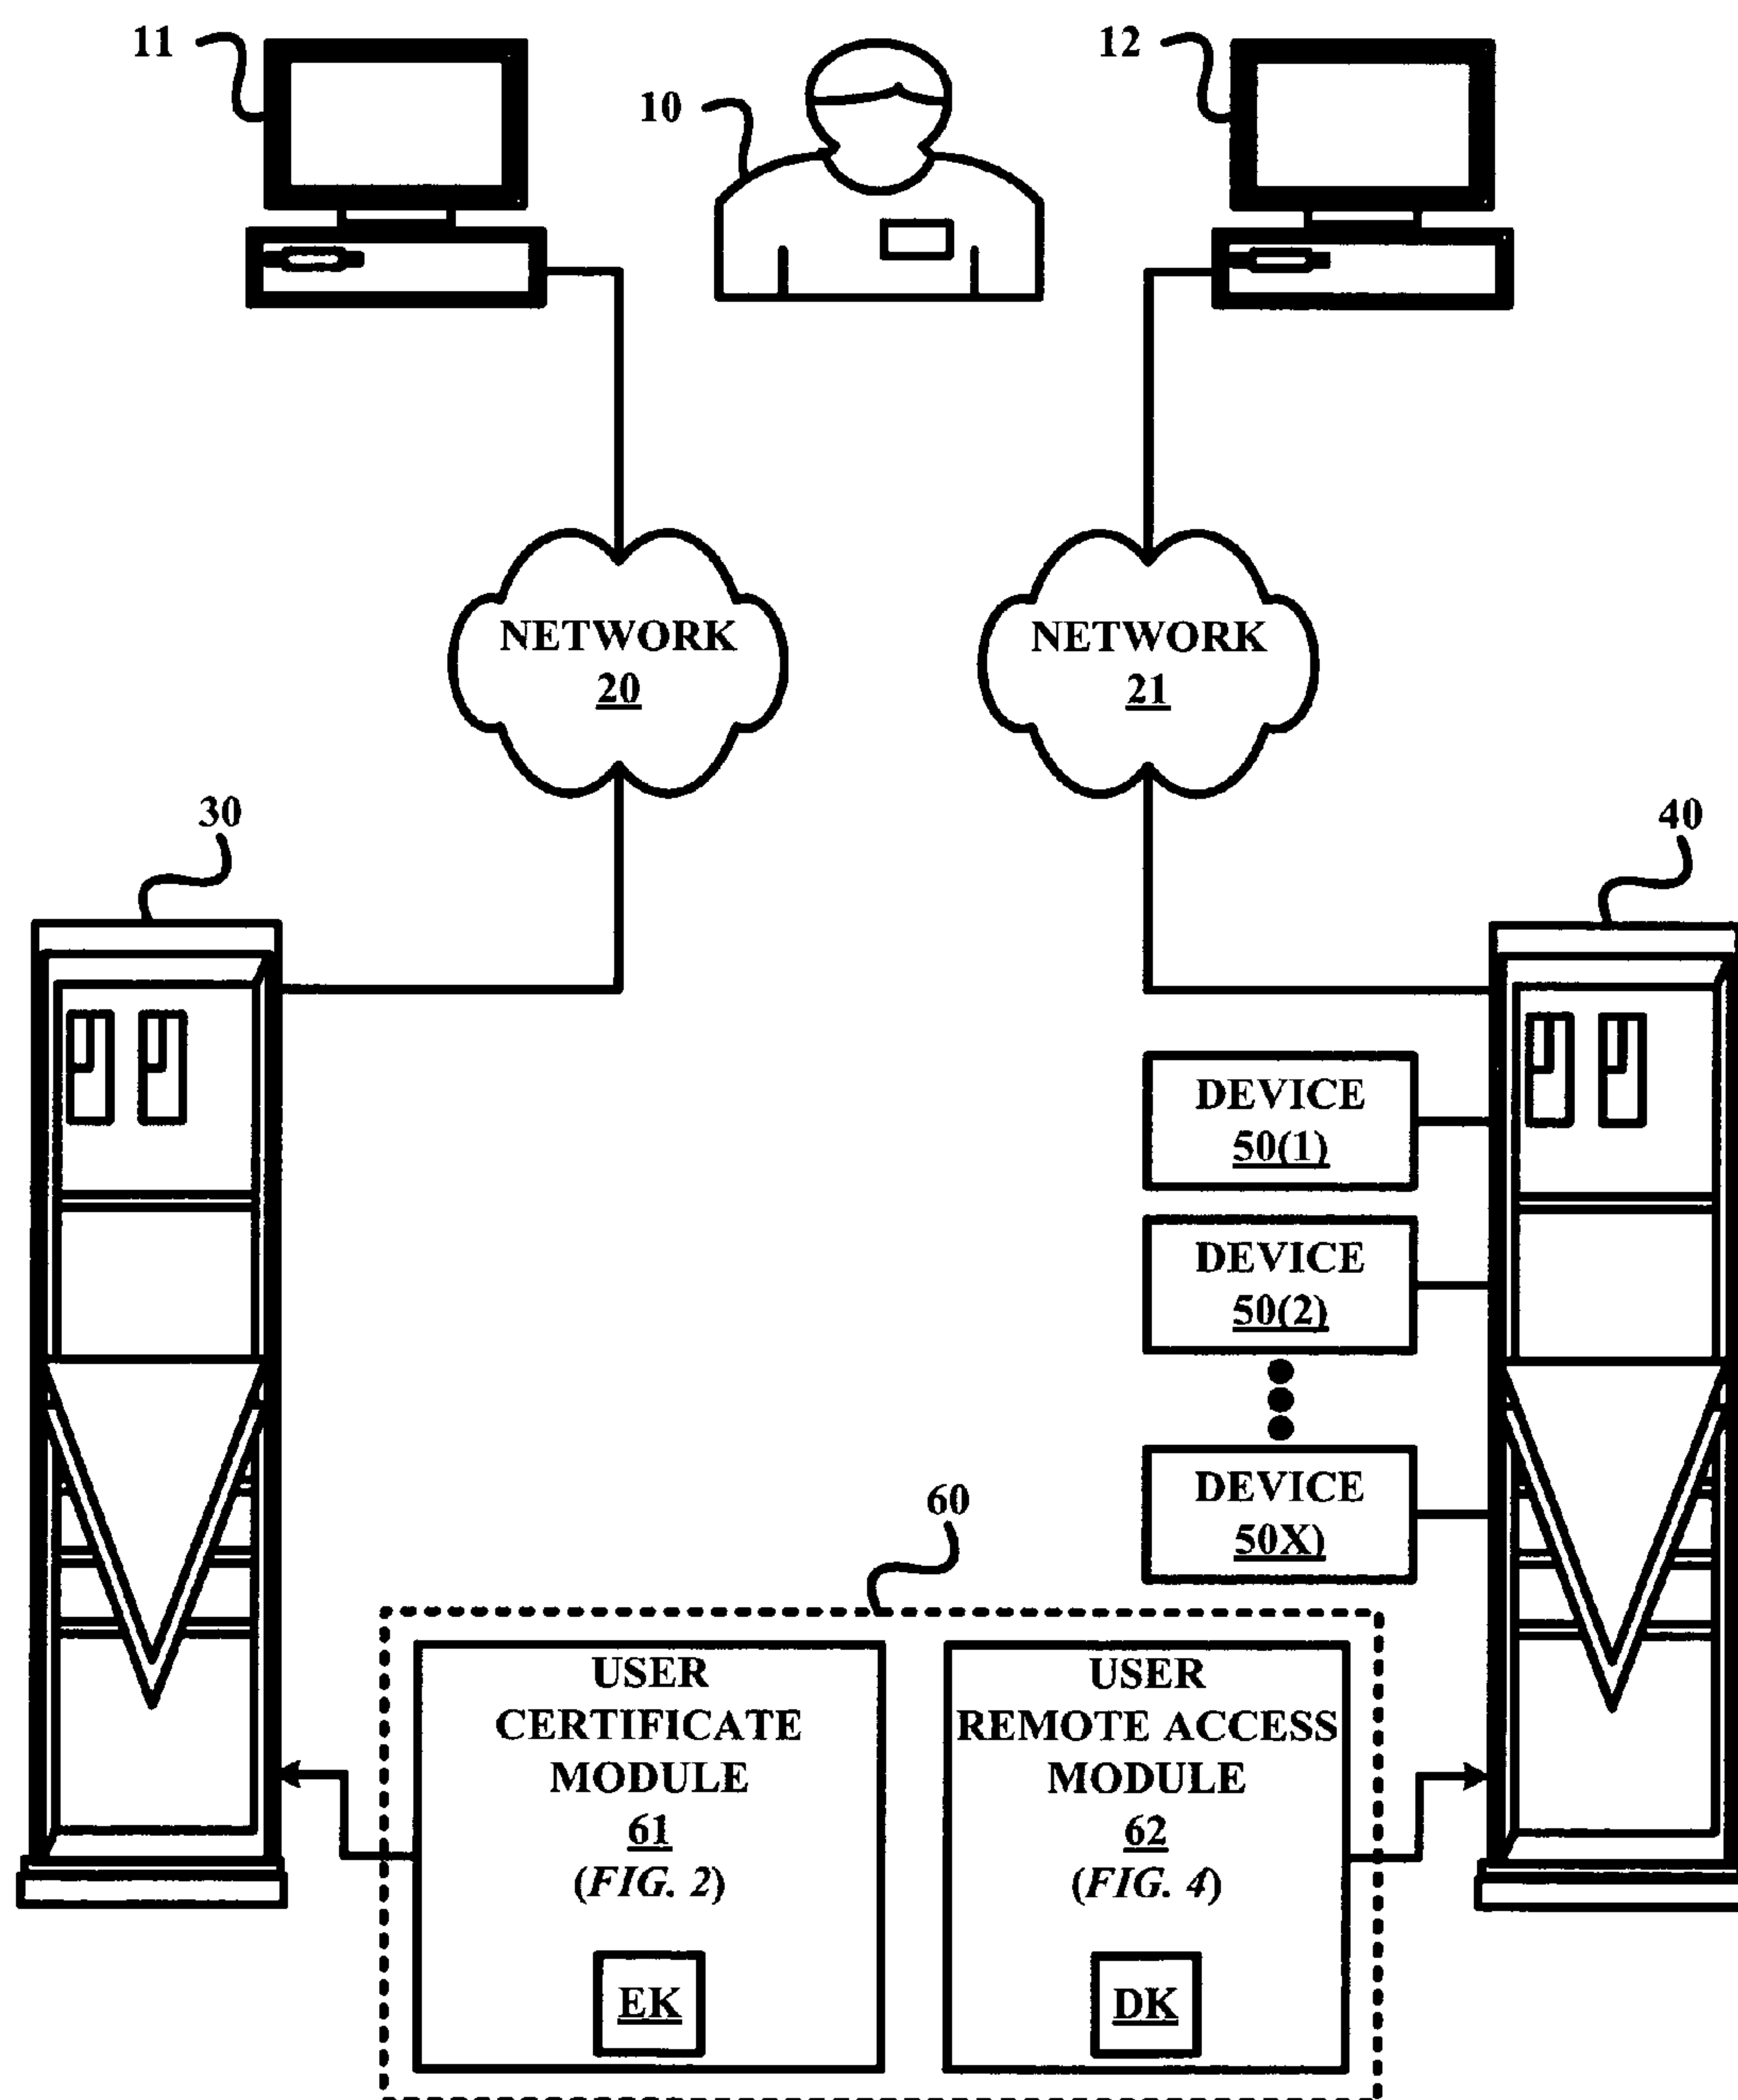 11
10
12
NETWORK
20
NETWORK
21
30
40
DEVICE
50(1)
DEVICE
50(2)
DEVICE
50X)
60
USER
CERTIFICATE
MODULE
61
(FIG. 2)
EK
USER
REMOTE ACCESS
MODULE
62
(FIG. 4)
DK